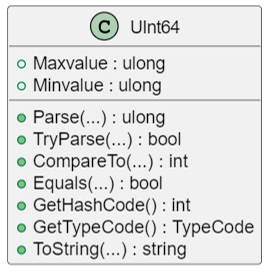 C UInt64
Maxvalue : ulong
Minvalue : ulong
Parse(...) : ulong
TryParse(...) : bool
CompareTo(...) : int
Equals(...) : bool
GetHashCode() : int
GetTypeCode() : TypeCode
ToString(...) : string